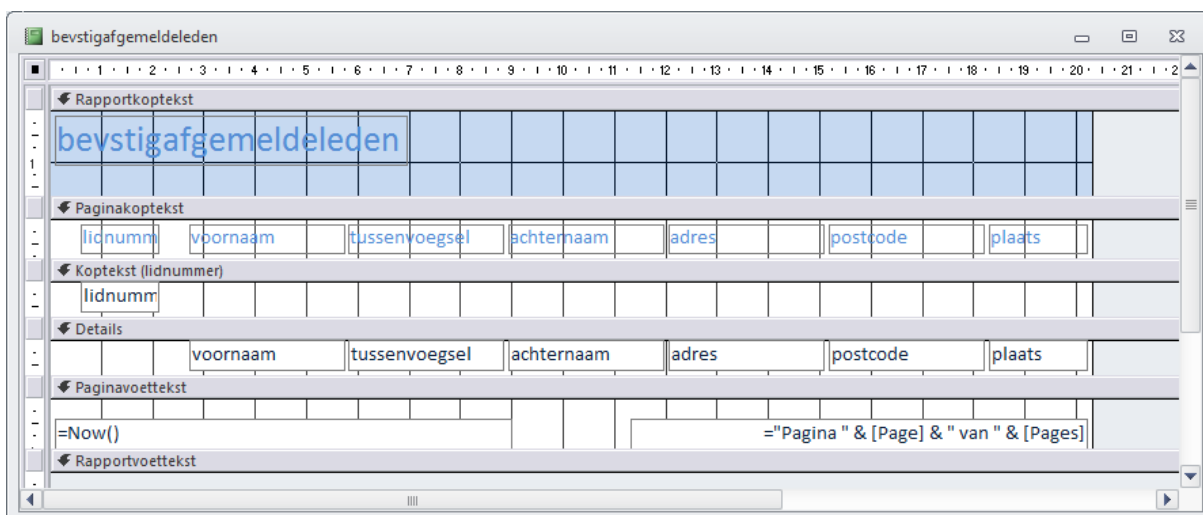 bevstigafgemeldeleden
1 2 3 4 5 6 7 8 9 10 11 12 13 14 15 16 17 18 19 20 21 2
Rapportkoptekst
bevstigafgemeldeleden
1
Paginakoptekst
lidnumm voornaam tussenvoegsel achternaam adres postcode plaats
Koptekst (lidnummer)
lidnumm
Details
voornaam tussenvoegsel achternaam adres postcode plaats
Paginavoettekst
=Now() ="Pagina " & [Page] & " van " & [Pages]
Rapportvoettekst